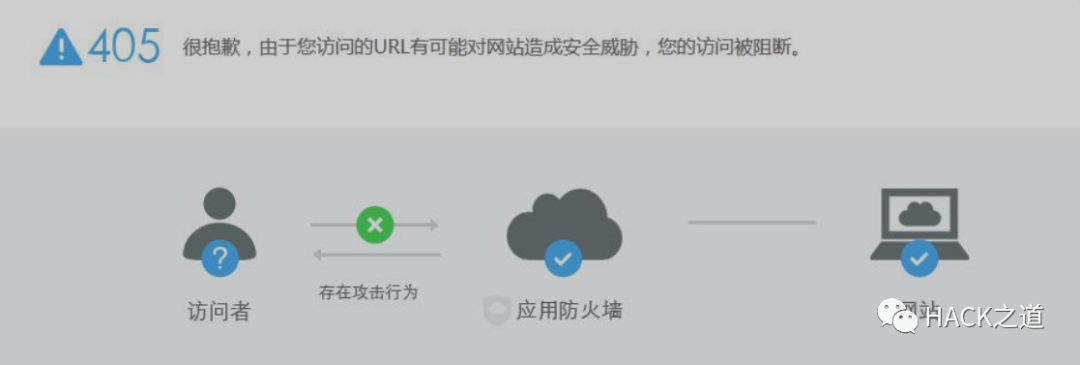 405 很抱歉，由于您访问的URL有可能对网站造成安全威胁，您的访问被阻断。
存在攻击行为
访问者
应用防火墙
网站
HACK之道